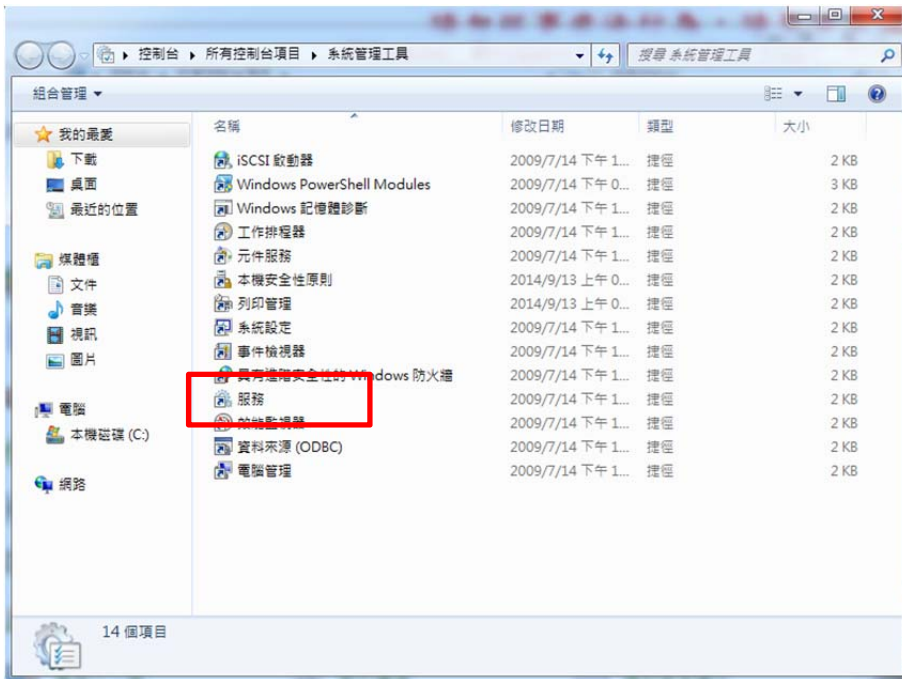 控制台 ▸ 所有控制台項目 ▸ 系統管理工具
搜尋 系統管理工具
組合管理
我的最愛
下載
桌面
最近的位置
媒體櫃
文件
音樂
視訊
圖片
電腦
本機磁碟 (C:)
網路
名稱 修改日期 類型 大小
iSCSI 啟動器 2009/7/14 下午 1... 捷徑 2 KB
Windows PowerShell Modules 2009/7/14 下午 0... 捷徑 3 KB
Windows 記憶體診斷 2009/7/14 下午 1... 捷徑 2 KB
工作排程器 2009/7/14 下午 1... 捷徑 2 KB
元件服務 2009/7/14 下午 1... 捷徑 2 KB
本機安全性原則 2014/9/13 上午 0... 捷徑 2 KB
列印管理 2014/9/13 上午 0... 捷徑 2 KB
系統設定 2009/7/14 下午 1... 捷徑 2 KB
事件檢視器 2009/7/14 下午 1... 捷徑 2 KB
具有進階安全性的 Windows 防火牆 2009/7/14 下午 1... 捷徑 2 KB
服務 2009/7/14 下午 1... 捷徑 2 KB
效能監視器 2009/7/14 下午 1... 捷徑 2 KB
資料來源 (ODBC) 2009/7/14 下午 1... 捷徑 2 KB
電腦管理 2009/7/14 下午 1... 捷徑 2 KB
14 個項目